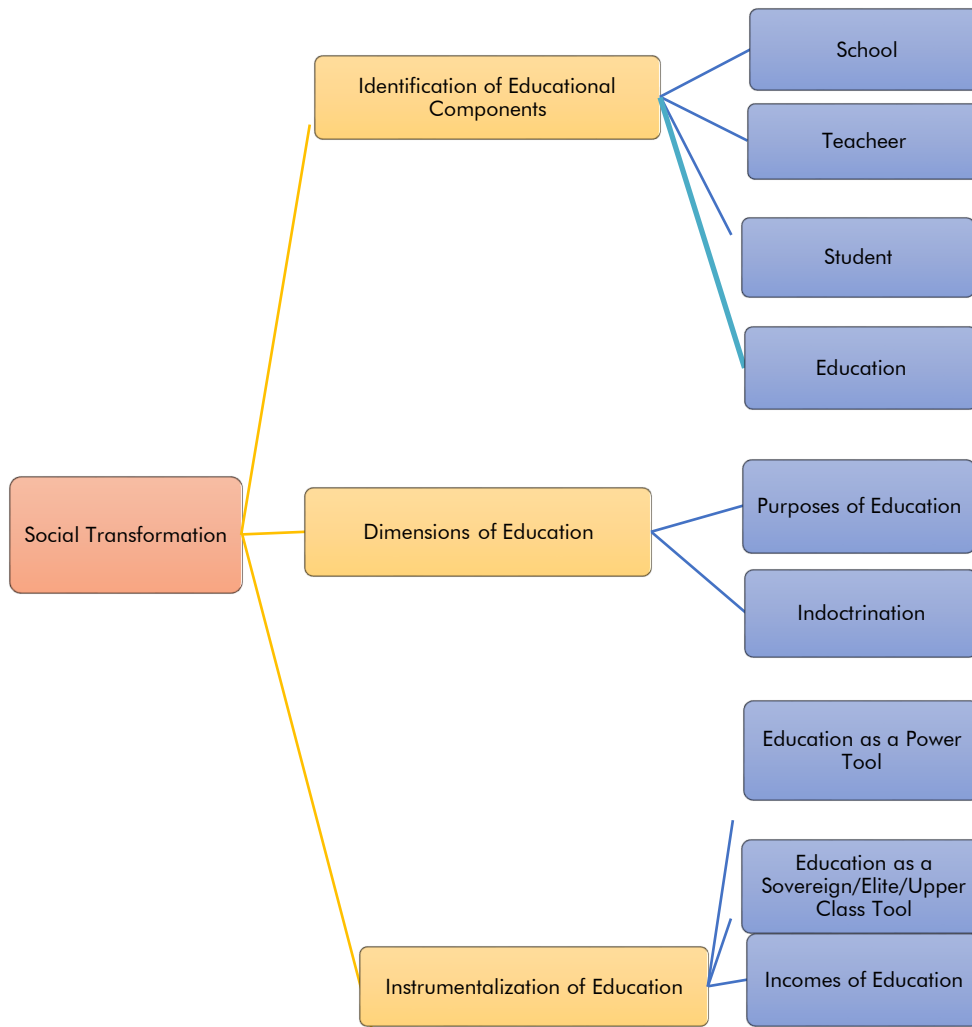 School
Identification of Educational
Components
Teacheer
Student
Education
Social Transformation
Dimensions of Education
Purposes of Education
Indoctrination
Education as a Power
Tool
Education as a
Sovereign/Elite/Upper
Class Tool
Instrumentalization of Education
Incomes of Education